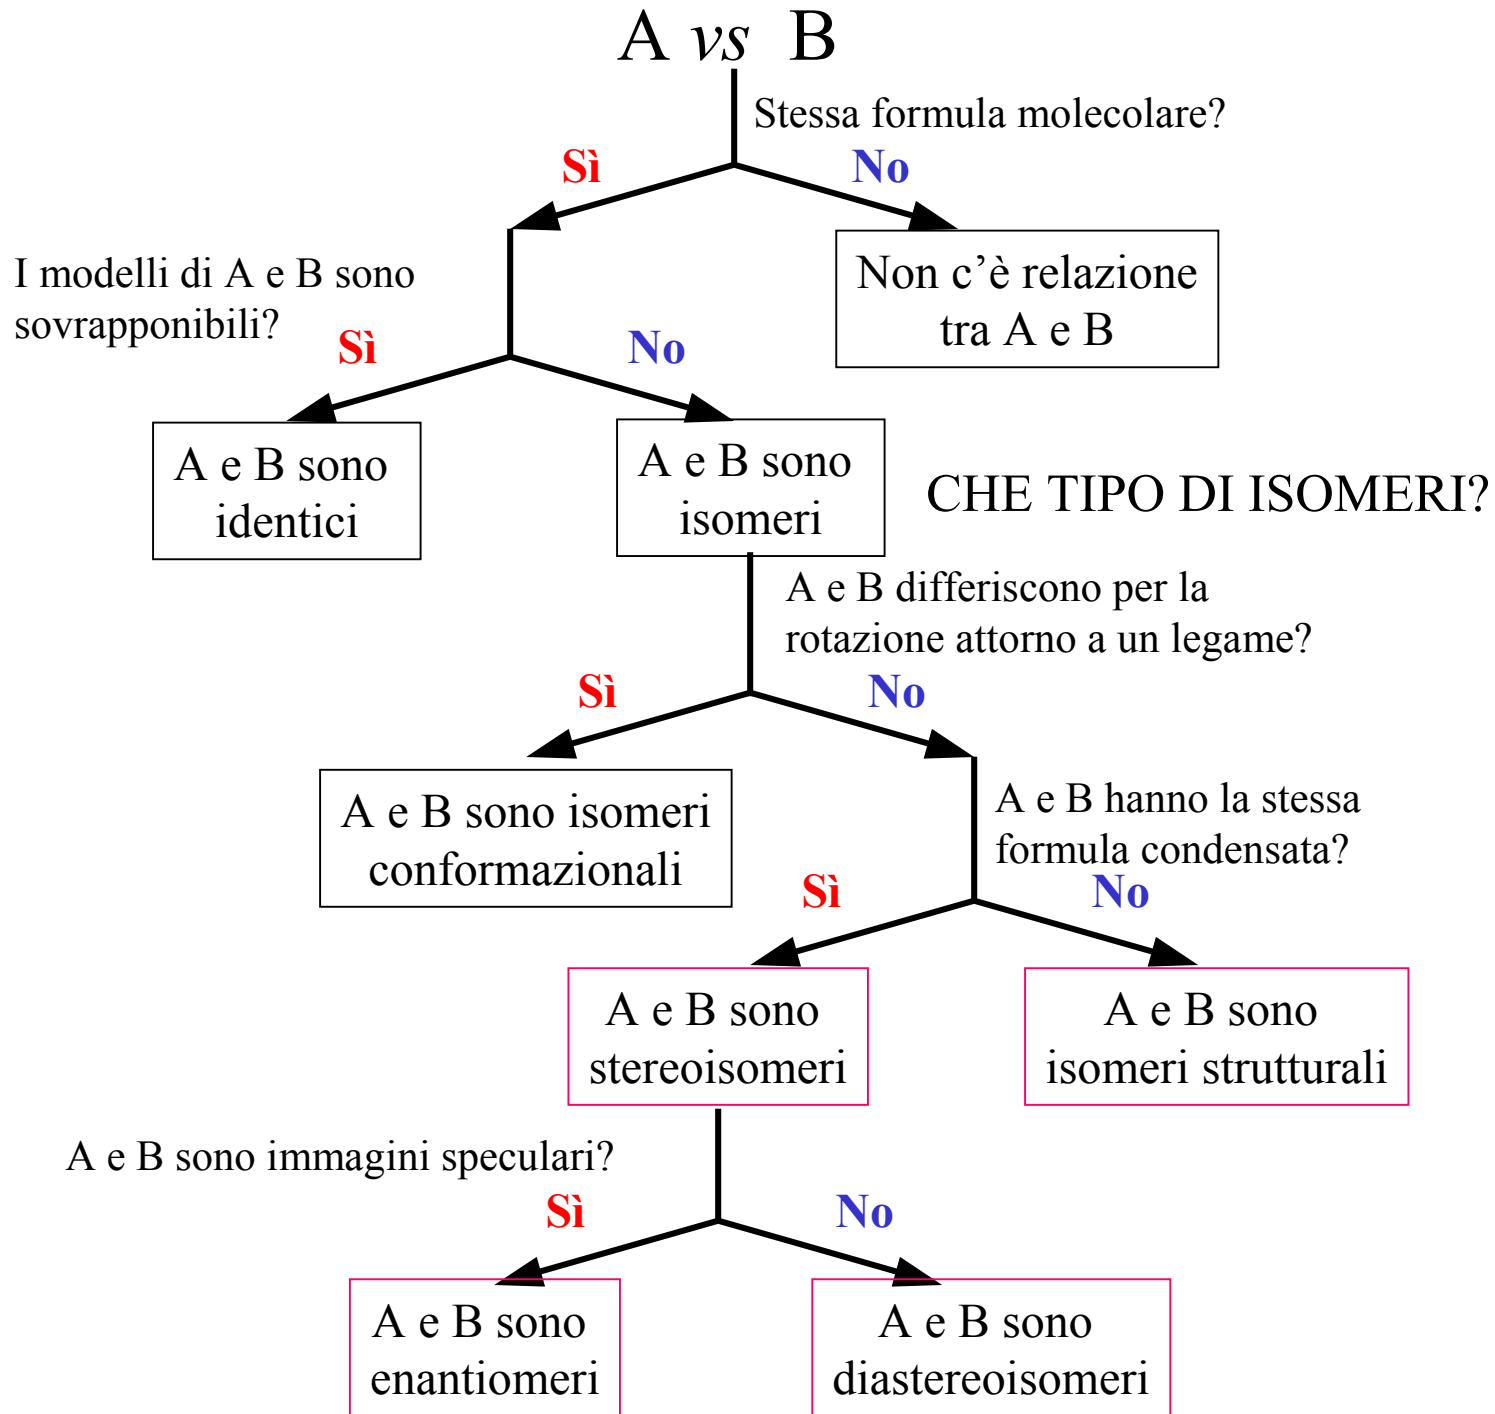 A vs B
Stessa formula molecolare?
Sì
No
I modelli di A e B sono
sovrapponibili?
Non c’è relazione
tra A e B
Sì
No
A e B sono
identici
A e B sono
isomeri
CHE TIPO DI ISOMERI?
A e B differiscono per la
rotazione attorno a un legame?
Sì
No
A e B sono isomeri
conformazionali
A e B hanno la stessa
formula condensata?
Sì
No
A e B sono
stereoisomeri
A e B sono
isomeri strutturali
A e B sono immagini speculari?
Sì
No
A e B sono
enantiomeri
A e B sono
diastereoisomeri